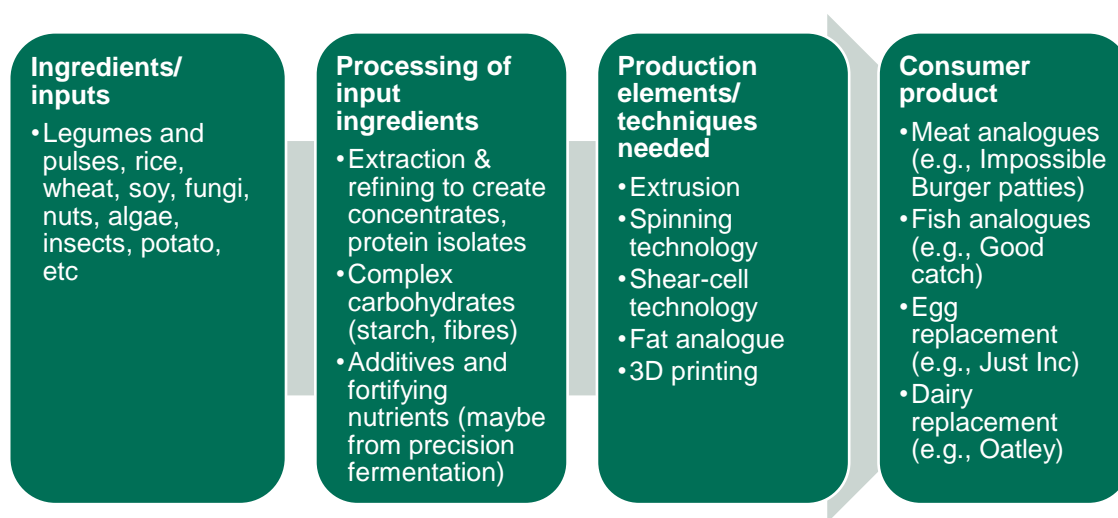 Ingredients/
inputs
•Legumes and
pulses, rice,
wheat, soy, fungi,
nuts, algae,
insects, potato,
etc
Processing of
input
ingredients
•Extraction &
refining to create
concentrates,
protein isolates
•Complex
carbohydrates
(starch, fibres)
•Additives and
fortifying
nutrients (maybe
from precision
fermentation)
Production
elements/
techniques
needed
•Extrusion
•Spinning
technology
•Shear-cell
technology
•Fat analogue
•3D printing
Consumer
product
•Meat analogues
(e.g., Impossible
Burger patties)
•Fish analogues
(e.g., Good
catch)
•Egg
replacement
(e.g., Just Inc)
•Dairy
replacement
(e.g., Oatley)